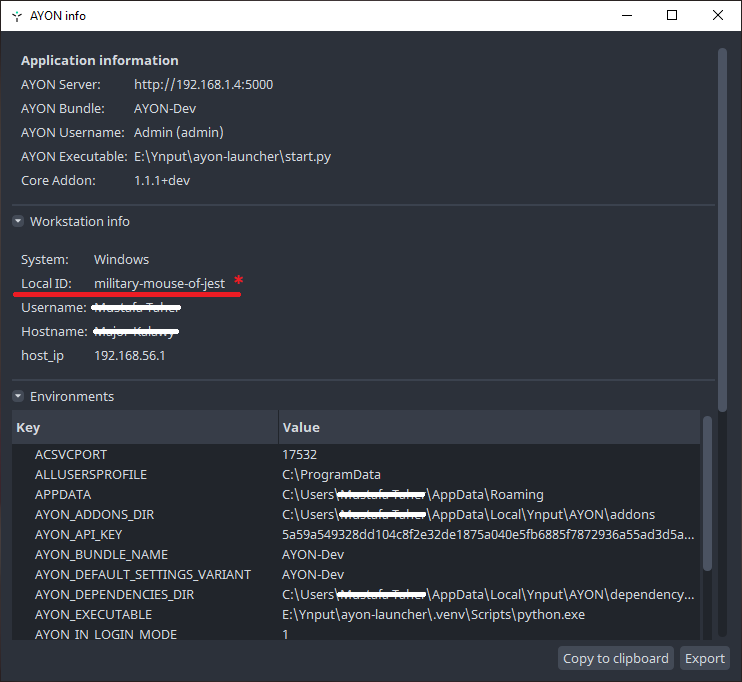 AYON info
Application information
AYON Server: http://192.168.1.4:5000
AYON Bundle: AYON-Dev
AYON Username: Admin (admin)
AYON Executable: E:\Ynput\ayon-launcher\start.py
Core Addon: 1.1.1+dev
Workstation info
System: Windows
Local ID: military-mouse-of-jest *
Username:
Hostname:
host_ip 192.168.56.1
Environments
Key Value
ACSVCPORT 17532
ALLUSERSPROFILE C:\ProgramData
APPDATA C:\Users\ \AppData\Roaming
AYON_ADDONS_DIR C:\Users\ \AppData\Local\Ynput\AYON\addons
AYON_API_KEY 5a59a549328dd104c8f2e32de1875a040e5fb6885f7872936a55ad3d5a...
AYON_BUNDLE_NAME AYON-Dev
AYON_DEFAULT_SETTINGS_VARIANT AYON-Dev
AYON_DEPENDENCIES_DIR C:\Users\ \AppData\Local\Ynput\AYON\dependency...
AYON_EXECUTABLE E:\Ynput\ayon-launcher\.venv\Scripts\python.exe
AYON_IN_LOGIN_MODE 1
Copy to clipboard Export